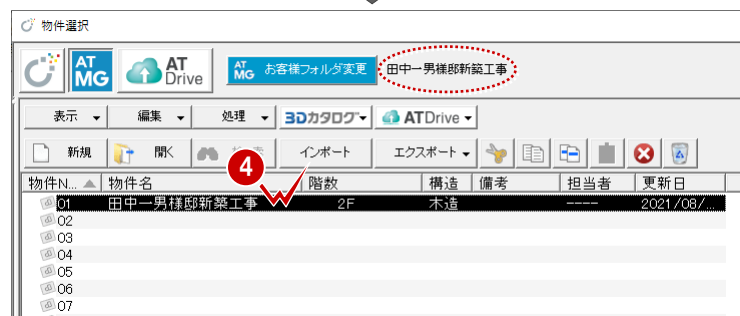 物件選択
AT MG AT Drive AT MG お客様フォルダ変更 田中一男様邸新築工事
表示 編集 処理 3Dカタログ ATDrive
新規 開く インポート エクスポート
4
物件N... 物件名 階数 構造 備考 担当者 更新日
01 田中一男様邸新築工事 2F 木造 ---- 2021/08/...
02
03
04
05
06
07